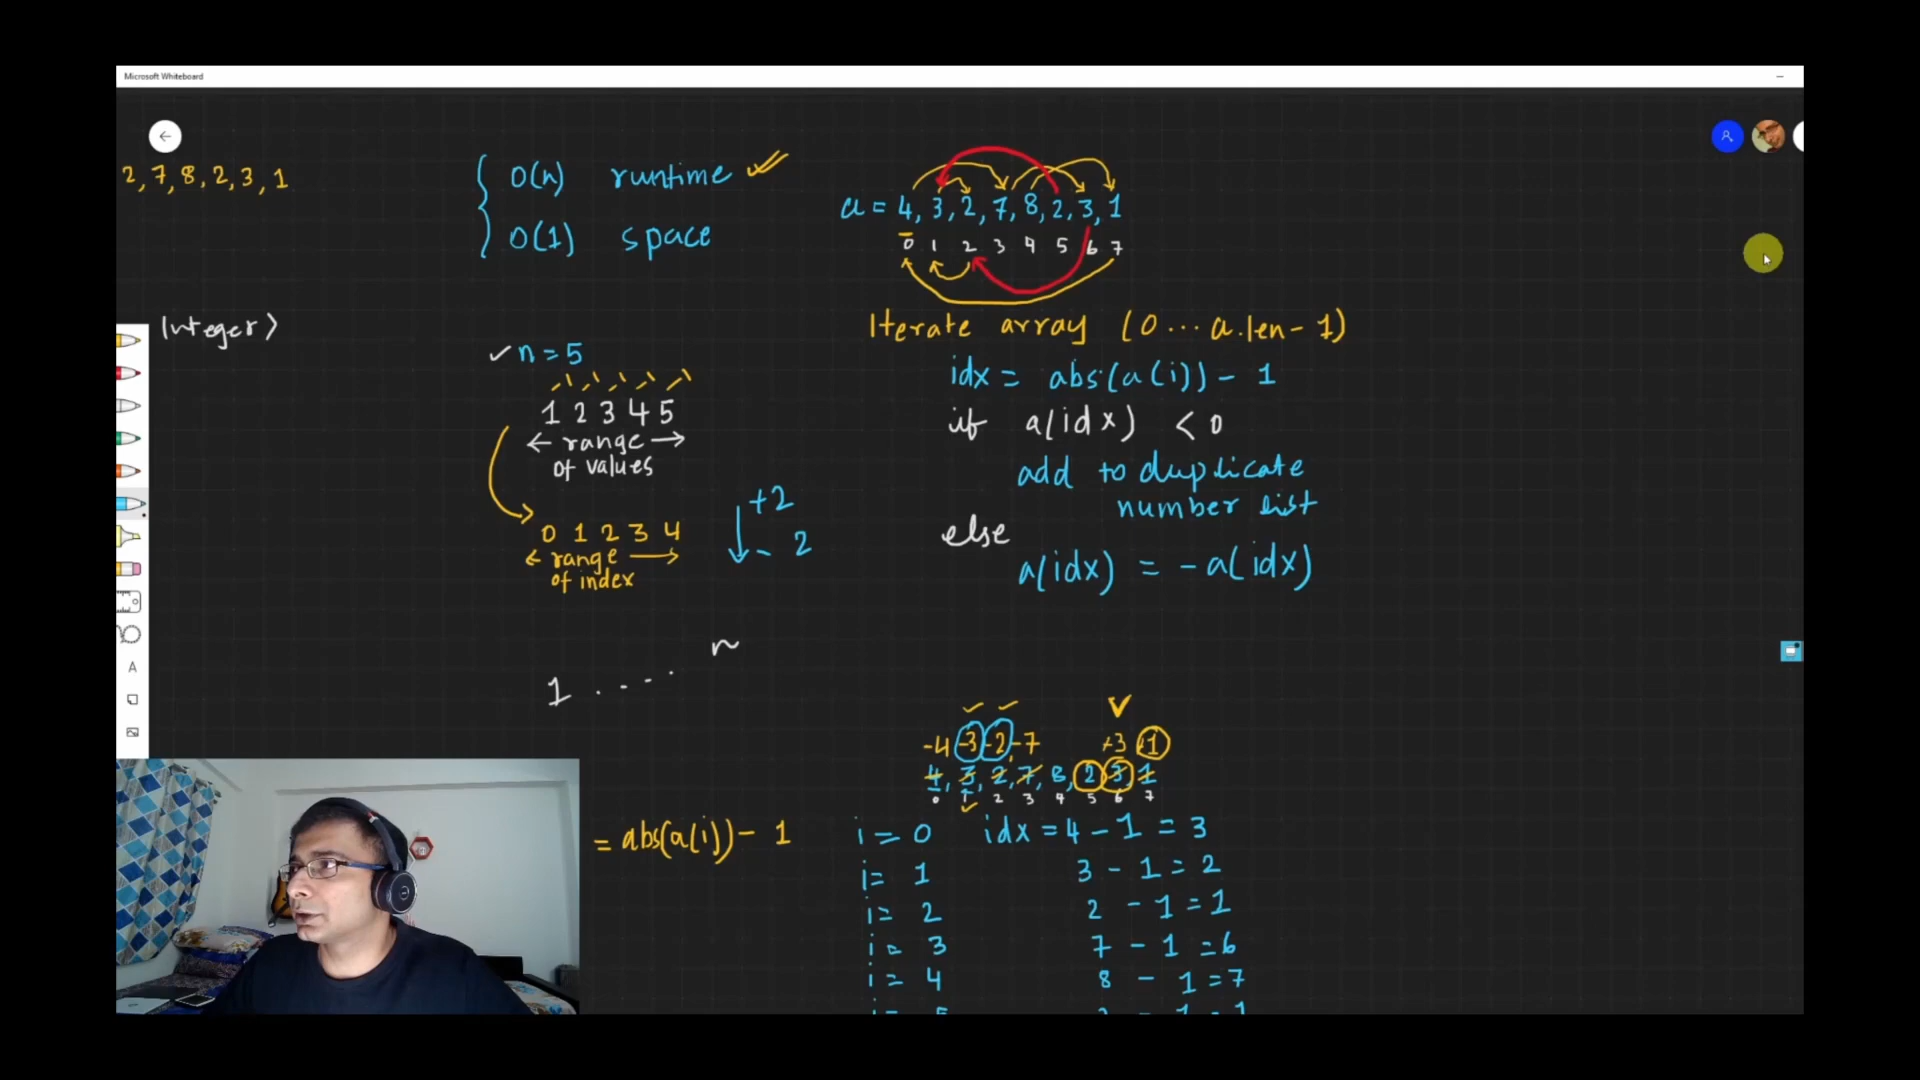 Microsoft Whiteboard
2, 7, 8, 2, 3, 1
O(n) runtime
O(1) space
a = 4, 3, 2, 7, 8, 2, 3, 1
0 1 2 3 4 5 6 7
Integer>
n = 5
1 2 3 4 5
← range →
of values
0 1 2 3 4
← range →
of index
+2
- 2
1 . . . . n
Iterate array (0 ... a.len - 1)
idx = abs(a(i)) - 1
if a(idx) < 0
add to duplicate
number list
else
a(idx) = - a(idx)
-4 -3 -2, -7 +3 +1
4, 3, 2, 7, 8, 2 3 1
0 1 2 3 4 5 6 7
= abs(a(i)) - 1
i = 0 idx = 4 - 1 = 3
i = 1 3 - 1 = 2
i = 2 2 - 1 = 1
i = 3 7 - 1 = 6
i = 4 8 - 1 = 7
A